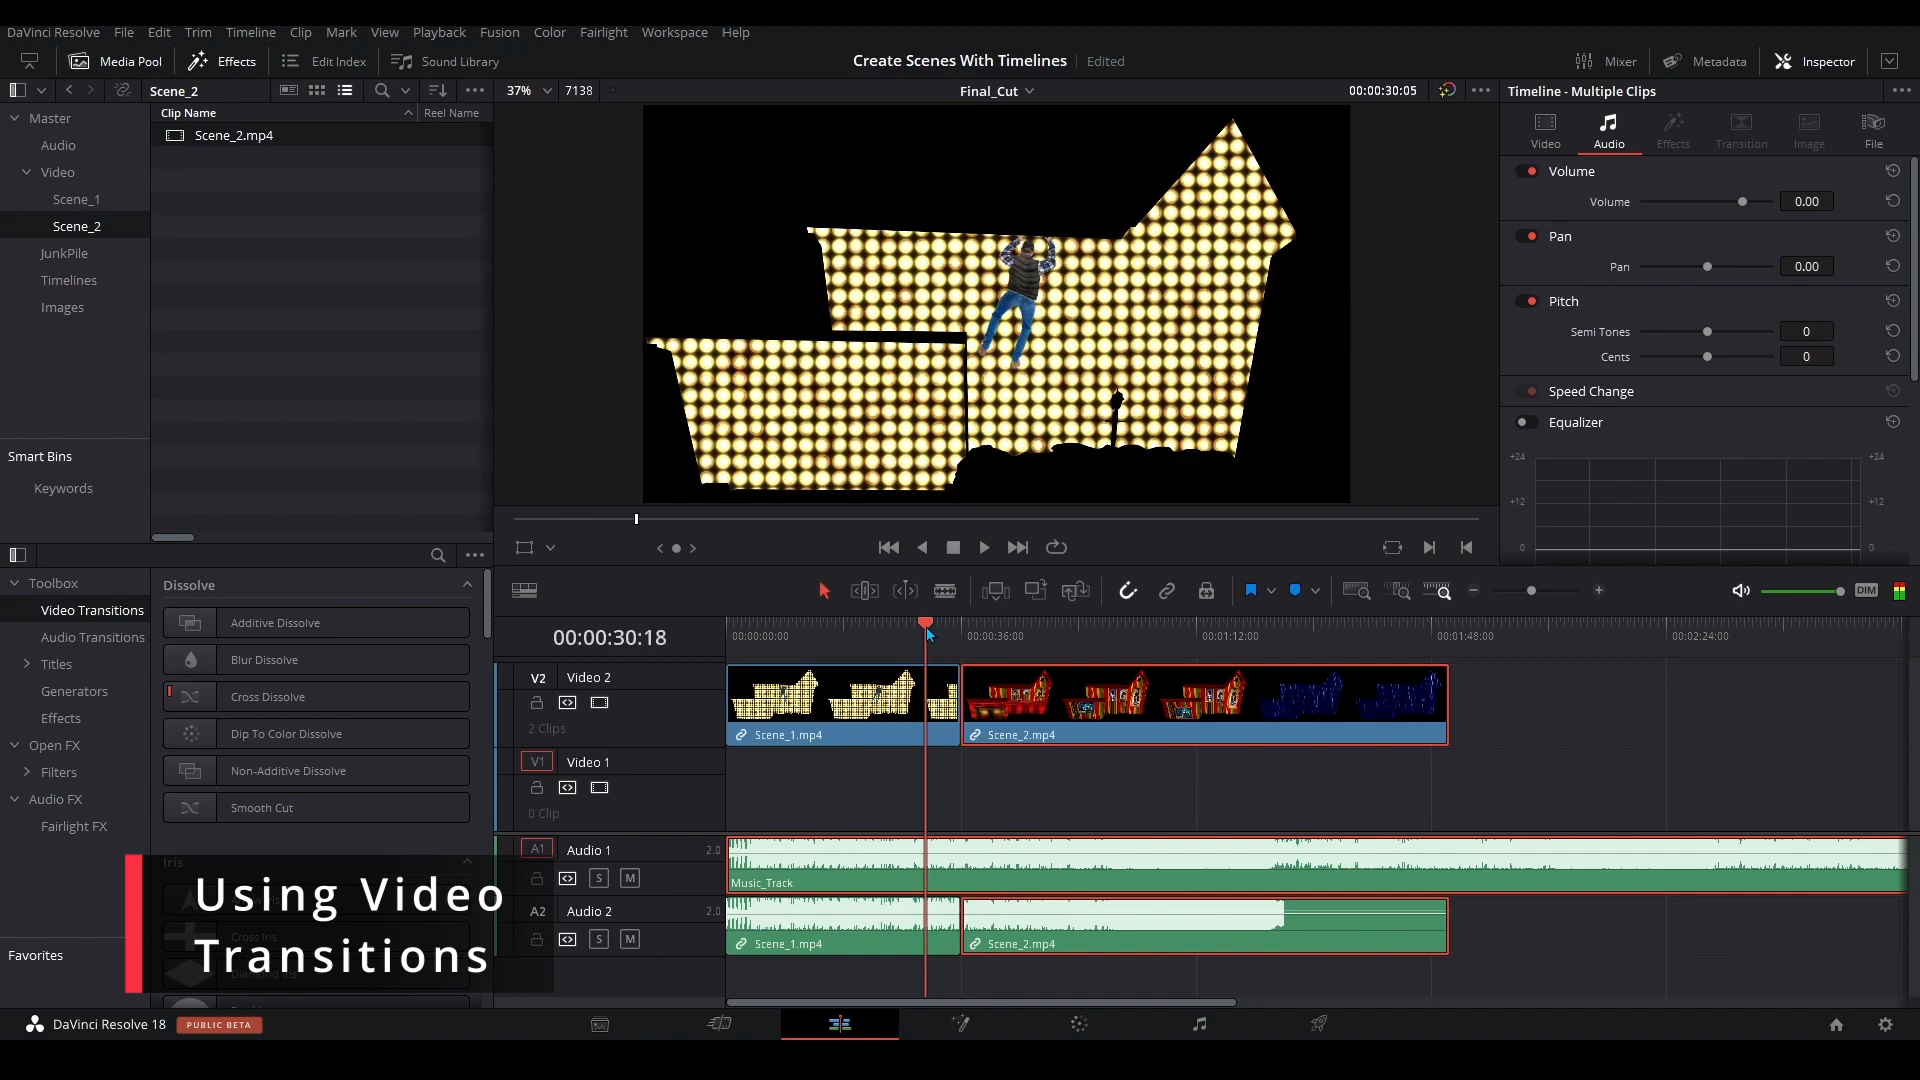 DaVinci Resolve File Edit Trim Timeline Clip Mark View Playback Fusion Color Fairlight Workspace Help
Media Pool Effects Edit Index Sound Library Create Scenes With Timelines Edited Mixer Metadata Inspector
Scene_2 37% 7138 Final_Cut 00:00:30:05 Timeline - Multiple Clips
Clip Name Reel Name
Scene_2.mp4
Master
Audio
Video
Scene_1
Scene_2
JunkPile
Timelines
Images
Smart Bins
Keywords
Video Audio Effects Transition Image File
Volume
Volume 0.00
Pan
Pan 0.00
Pitch
Semi Tones 0
Cents 0
Speed Change
Equalizer
+24 +24
+12 +12
0 0
Toolbox
Video Transitions
Audio Transitions
Titles
Generators
Effects
Open FX
Filters
Audio FX
Fairlight FX
Favorites
Dissolve
Additive Dissolve
Blur Dissolve
Cross Dissolve
Dip To Color Dissolve
Non-Additive Dissolve
Smooth Cut
Iris
Cross Iris
Diamond Iris
Using Video
Transitions
DIM
00:00:30:18 00:00:00:00 00:00:36:00 00:01:12:00 00:01:48:00 00:02:24:00
V2 Video 2
2 Clips
Scene_1.mp4 Scene_2.mp4
V1 Video 1
0 Clip
A1 Audio 1 2.0
S M
Music_Track
A2 Audio 2 2.0
S M
Scene_1.mp4 Scene_2.mp4
DaVinci Resolve 18 PUBLIC BETA